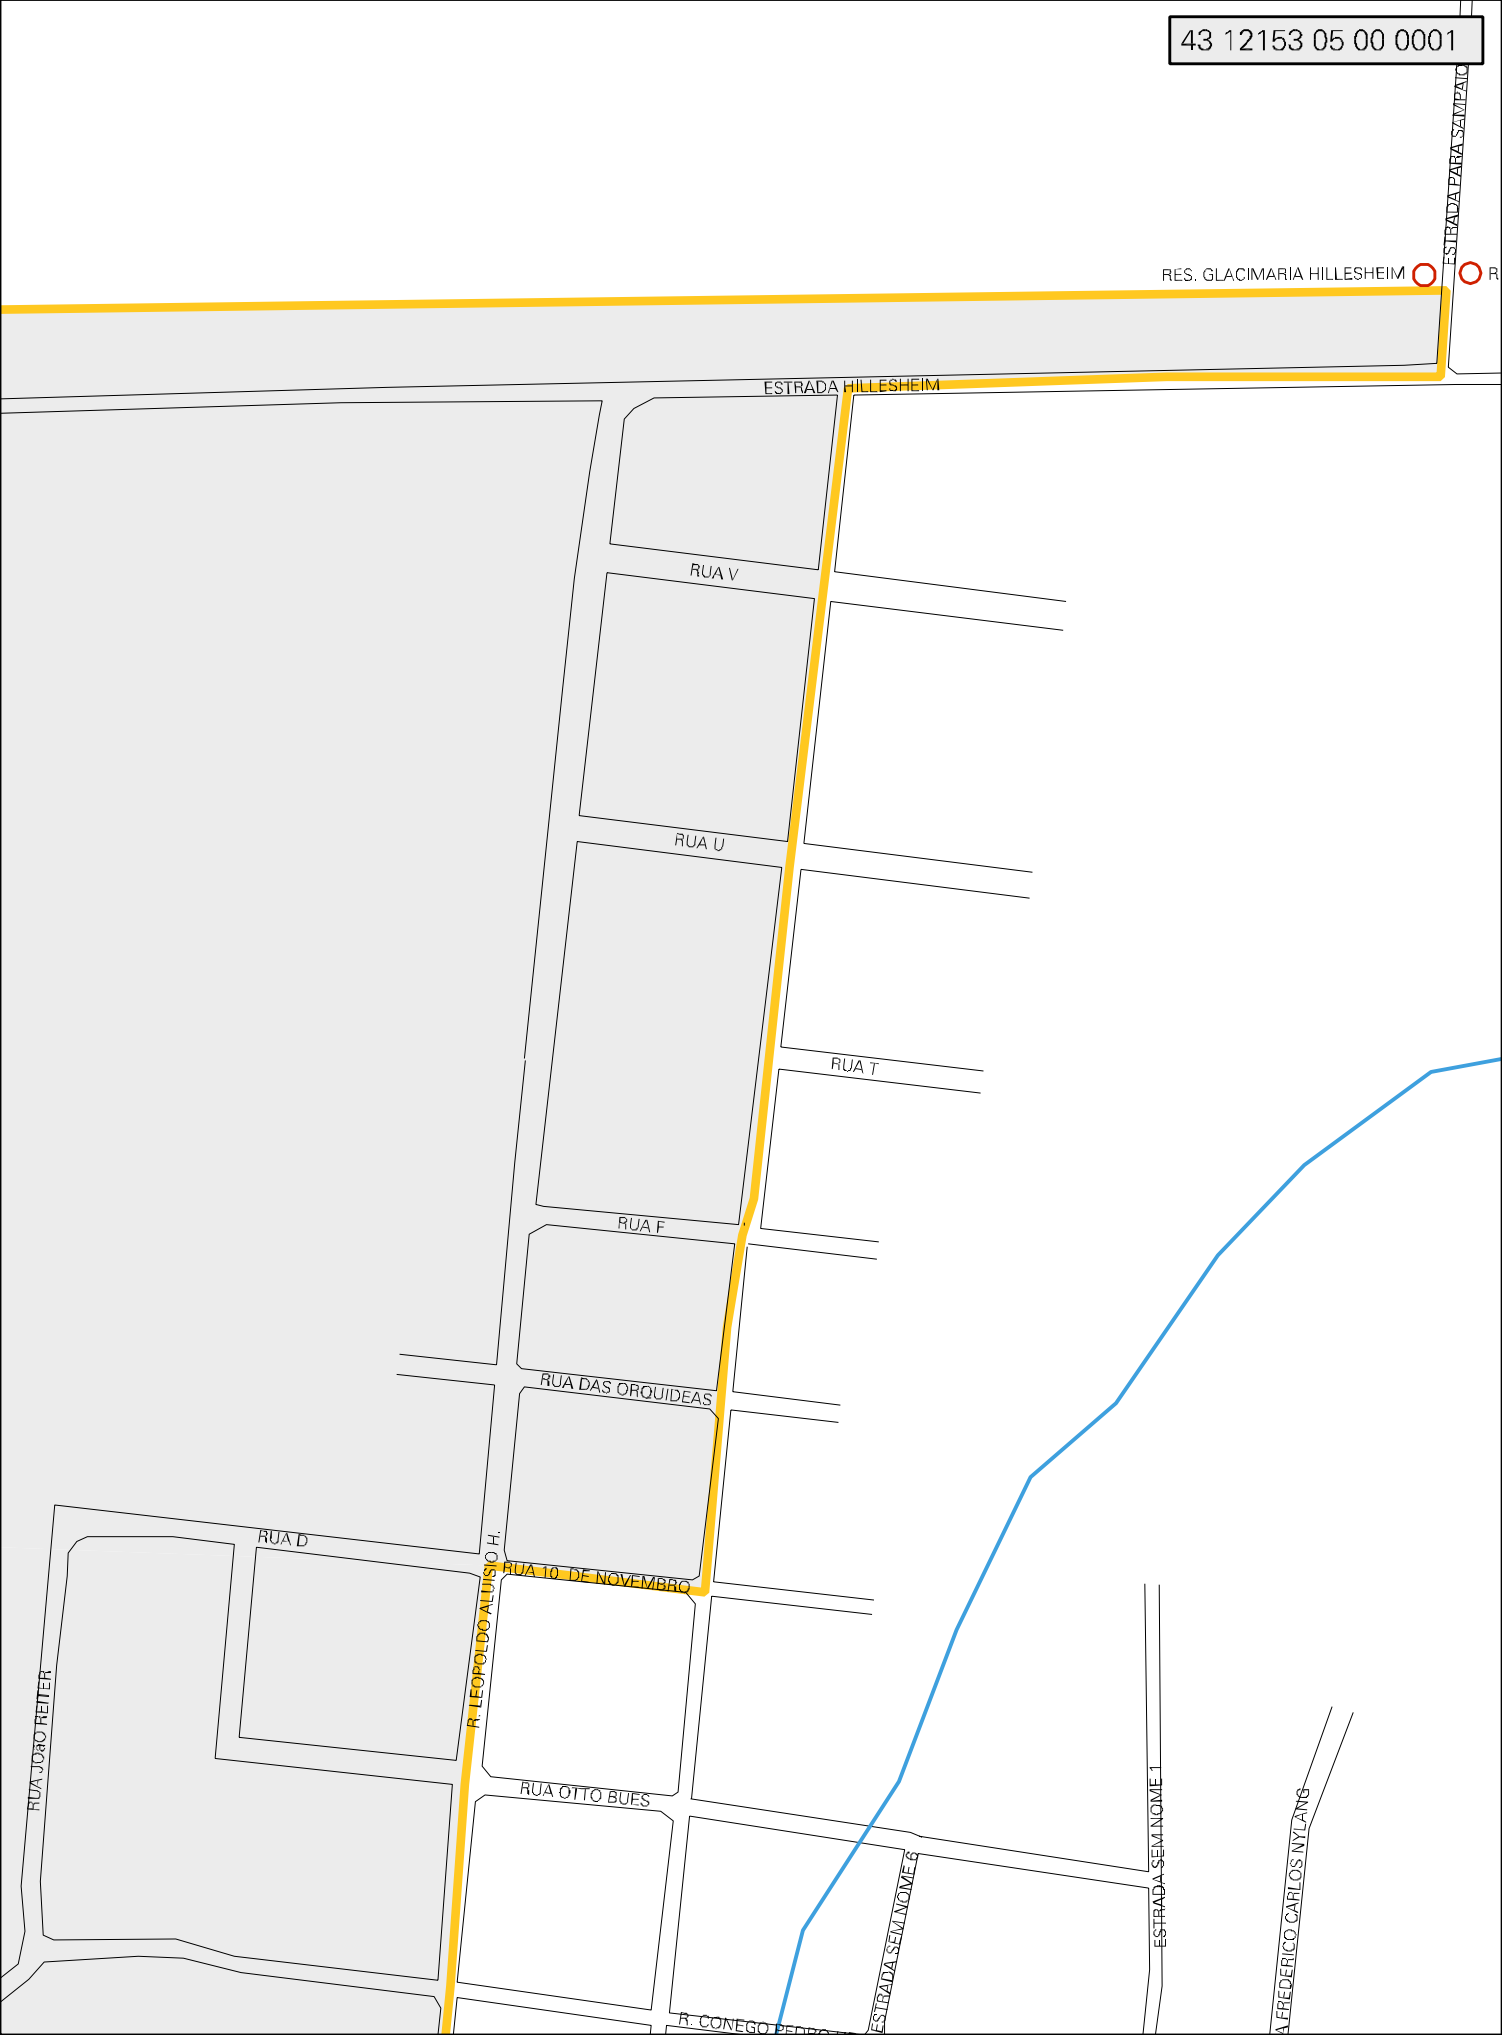 43 12153 05 00 0001
ESTRADA PARA SAMPAIO
RES. GLACIMARIA HILLESHEIM
R
ESTRADA HILLESHEIM
RUA V
RUA U
RUA T
RUA F
RUA DAS ORQUIDEAS
RUA D
RUA 10 DE NOVEMBRO
R. LEOPOLDO ALUISIO H.
RUA JOãO REITER
RUA OTTO BUES
ESTRADA SEM NOME 1
ESTRADA SEM NOME 6
A FREDERICO CARLOS NYLANG
R. CONEGO PEDRO